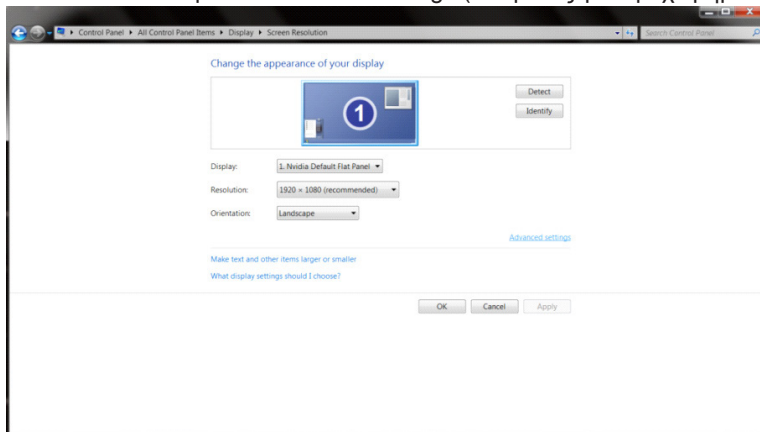 Control Panel ▸ All Control Panel Items ▸ Display ▸ Screen Resolution
Search Control Panel
Change the appearance of your display
1
Detect
Identify
Display: 1. Nvidia Default Flat Panel
Resolution: 1920 × 1080 (recommended)
Orientation: Landscape
Advanced settings
Make text and other items larger or smaller
What display settings should I choose?
OK Cancel Apply